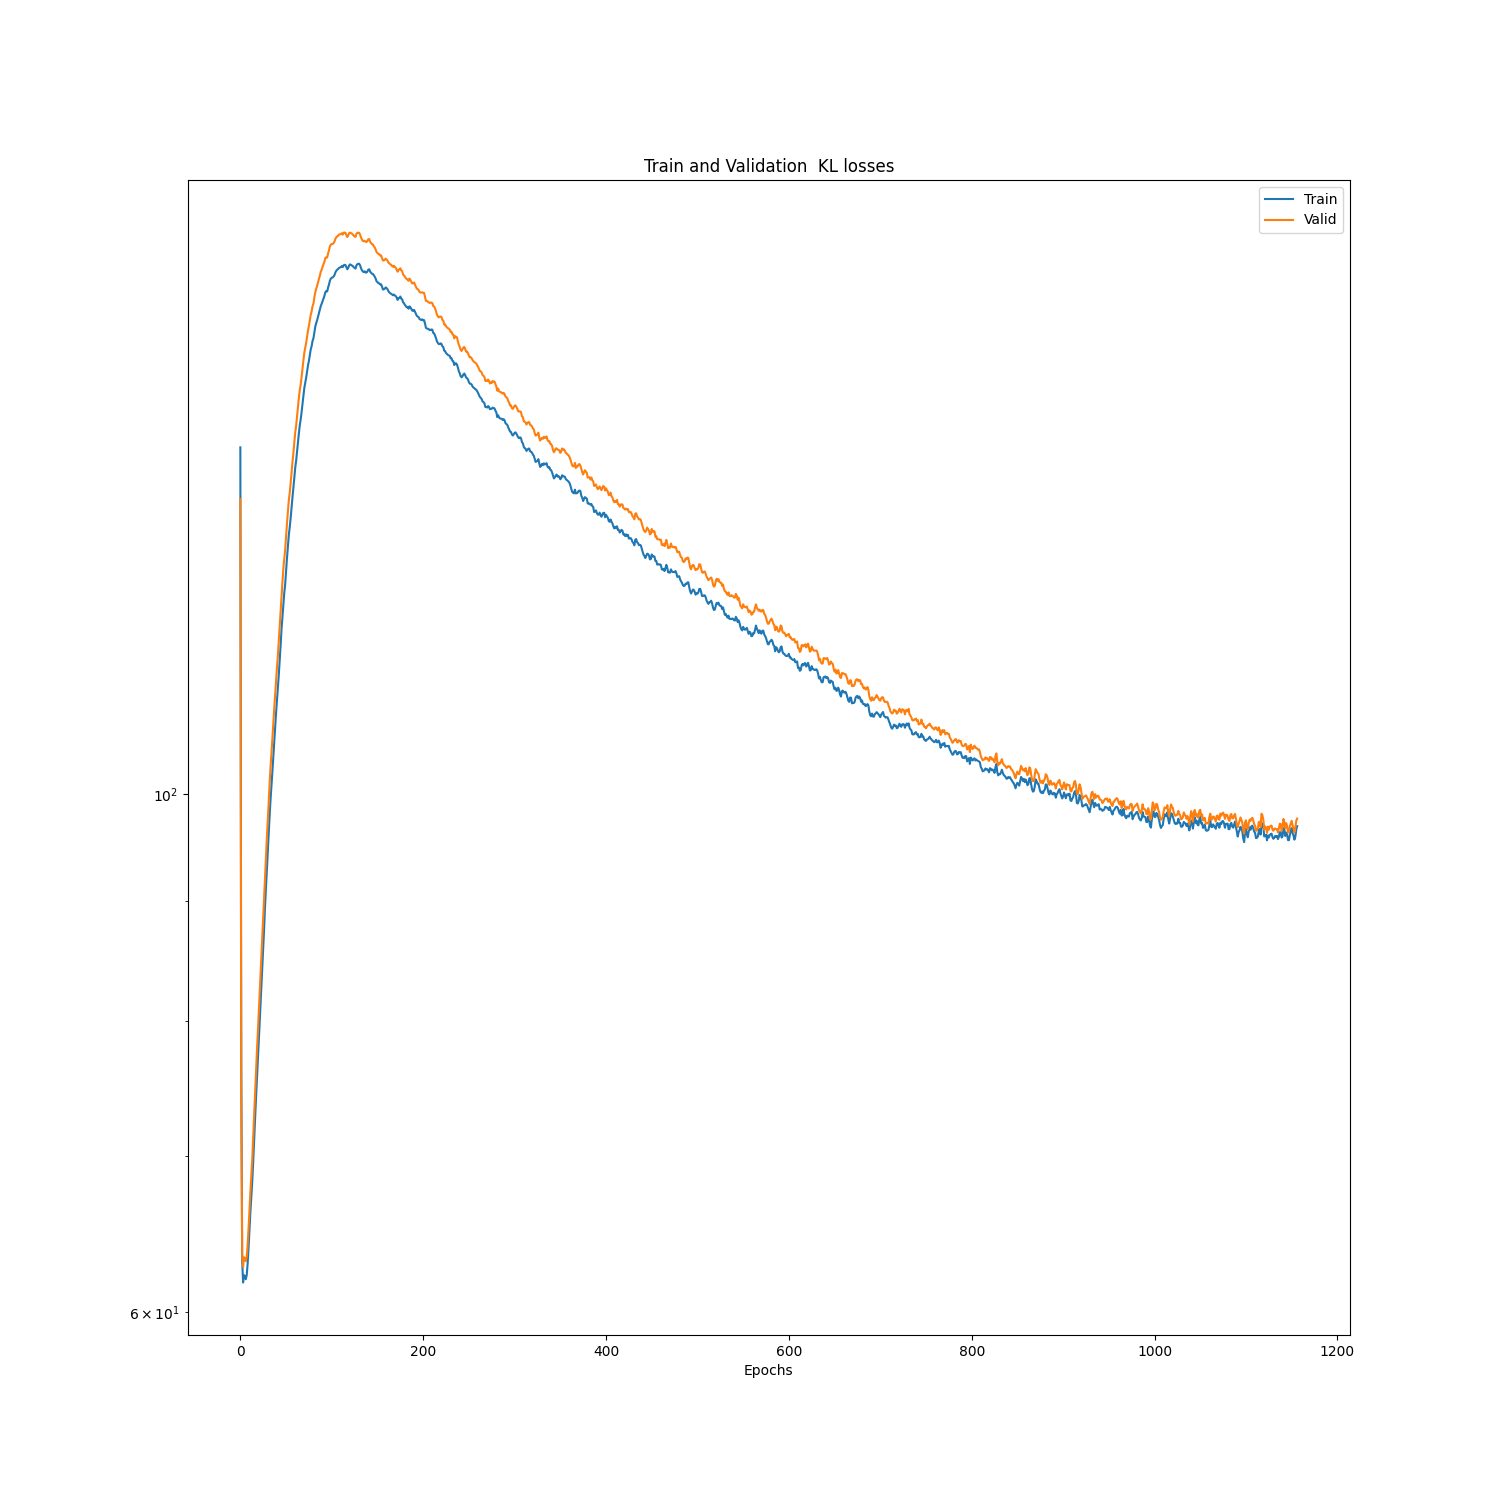 Train and Validation  KL losses
Train
Valid
10²
6 × 10¹
0 200 400 600 800 1000 1200
Epochs